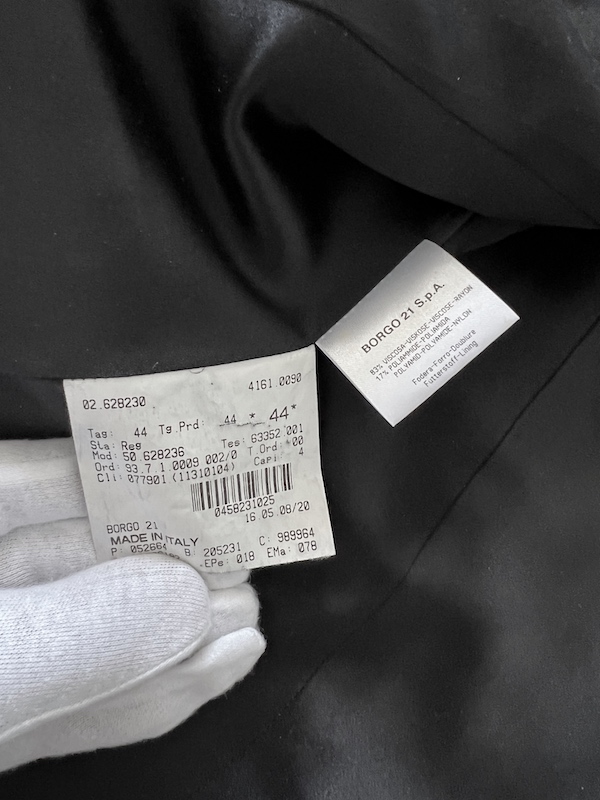 02.628230 4161.0090
Tag: 44 Tg.Prd: 44 * 44*
Sta: Reg
Mod: 50.628236 Tes: 63352 001
Ord: 93.7.1.0009 002/0 T.Ord: 00
Cli: 077901 (11310104) Capi: 4
0458231025
16 05.08/20
BORGO 21
MADE IN ITALY
P: 05266 B: 205231 C: 989964
EPe: 018 EMa: 078
BORGO 21 S.P.A.
83% VISCOSA-VISKOSE-VISCOSE-RAYON
17% POLIAMMIDE-POLIAMIDA
POLYAMID-POLYAMIDE-NYLON
Fodera-Forro-Doublure
Futterstoff-Lining